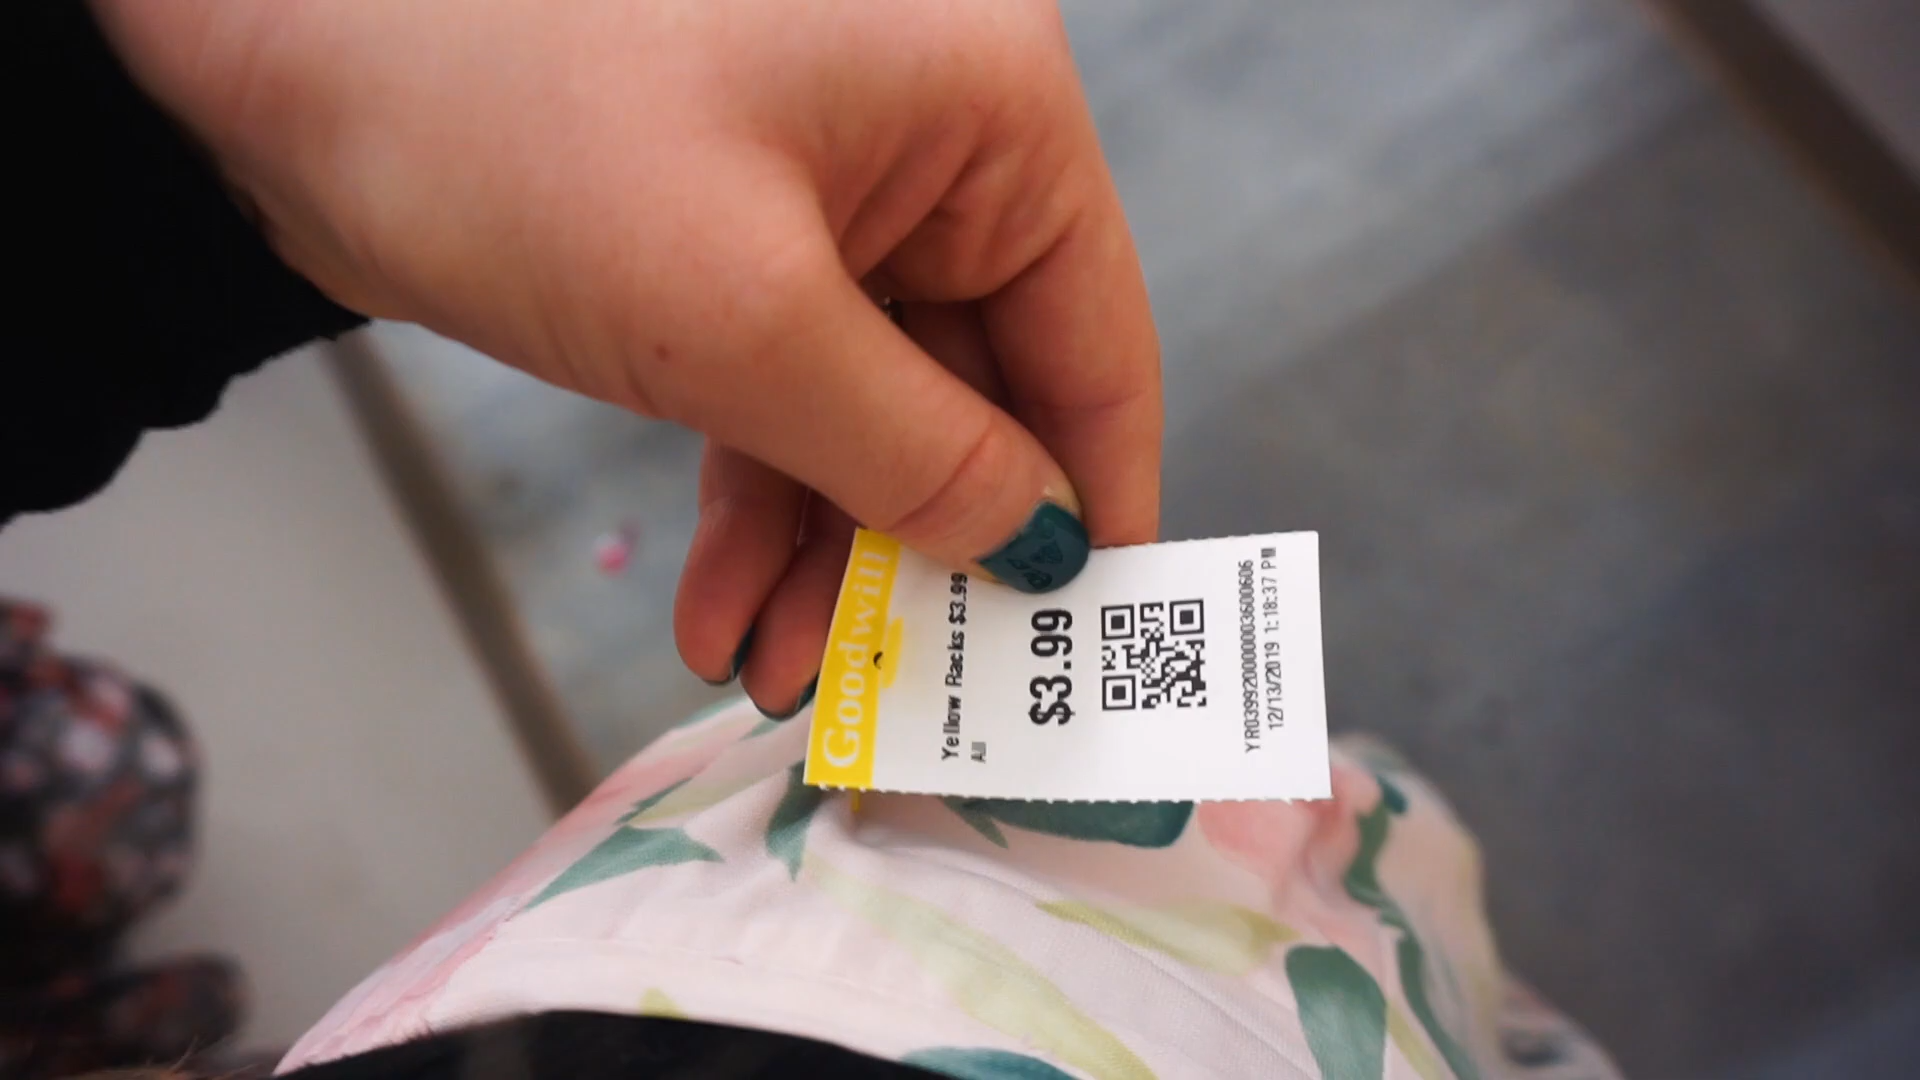 Goodwill
Yellow Racks $3.99
All
$3.99
YR0399200000003600606
12/13/2019 1:18:37 PM